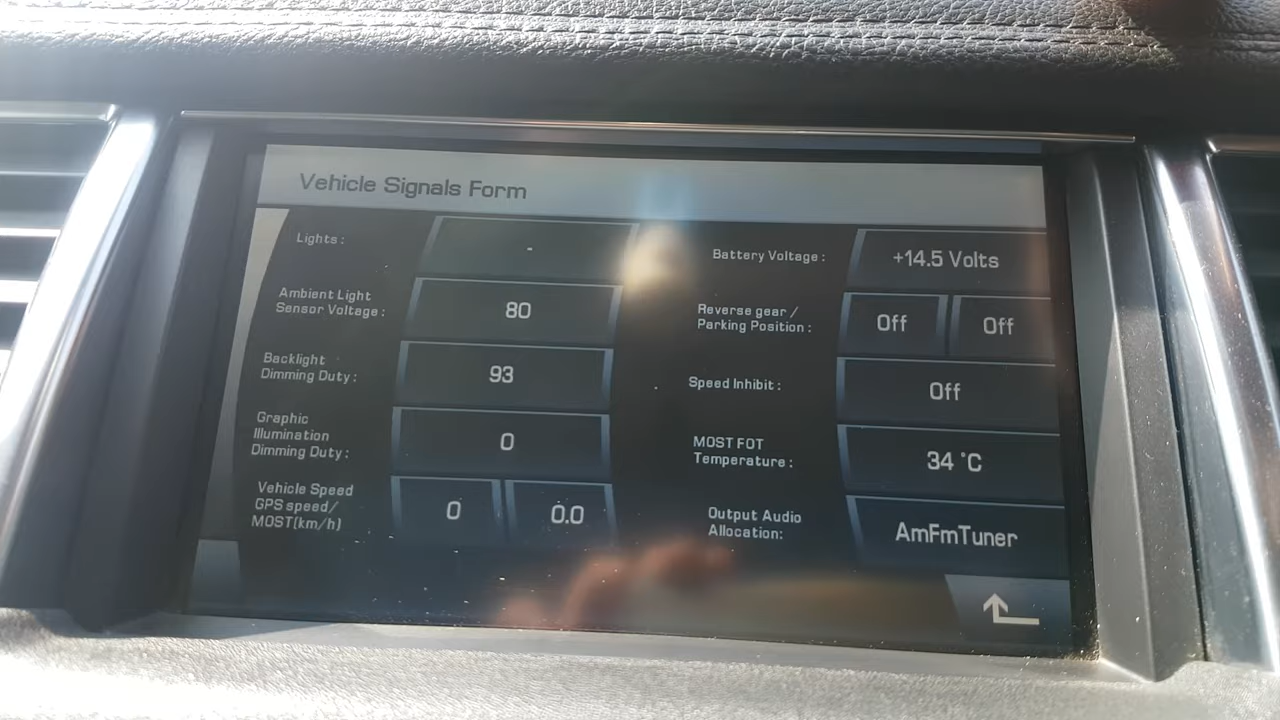 Vehicle Signals Form
Lights :
-
Ambient Light
Sensor Voltage :
80
Backlight
Dimming Duty :
93
Graphic
Illumination
Dimming Duty :
0
Vehicle Speed
GPS speed/
MOST(km/h)
0
0.0
Battery Voltage :
+14.5 Volts
Reverse gear /
Parking Position :
Off
Off
Speed Inhibit :
Off
MOST FOT
Temperature :
34 °C
Output Audio
Allocation:
AmFmTuner